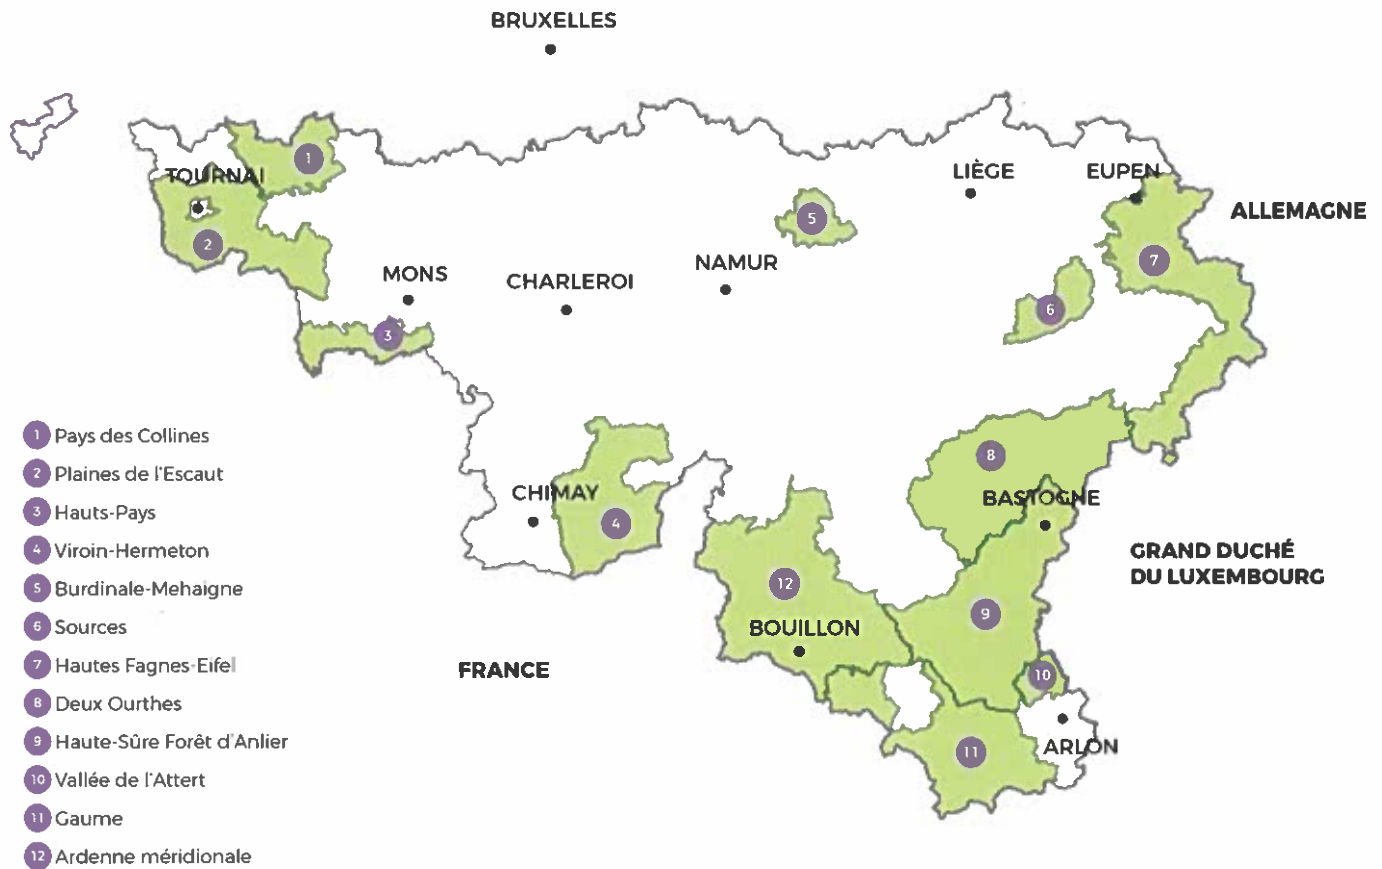 BRUXELLES
TOURNAI
LIÈGE
EUPEN
ALLEMAGNE
MONS
CHARLEROI
NAMUR
CHIMAY
BASTOGNE
GRAND DUCHÉ
DU LUXEMBOURG
BOUILLON
FRANCE
ARLON
1
2
3
4
5
6
7
8
9
10
11
12
1 Pays des Collines
2 Plaines de l'Escaut
3 Hauts-Pays
4 Viroin-Hermeton
5 Burdinale-Mehaigne
6 Sources
7 Hautes Fagnes-Eifel
8 Deux Ourthes
9 Haute-Sûre Forêt d'Anlier
10 Vallée de l'Attert
11 Gaume
12 Ardenne méridionale